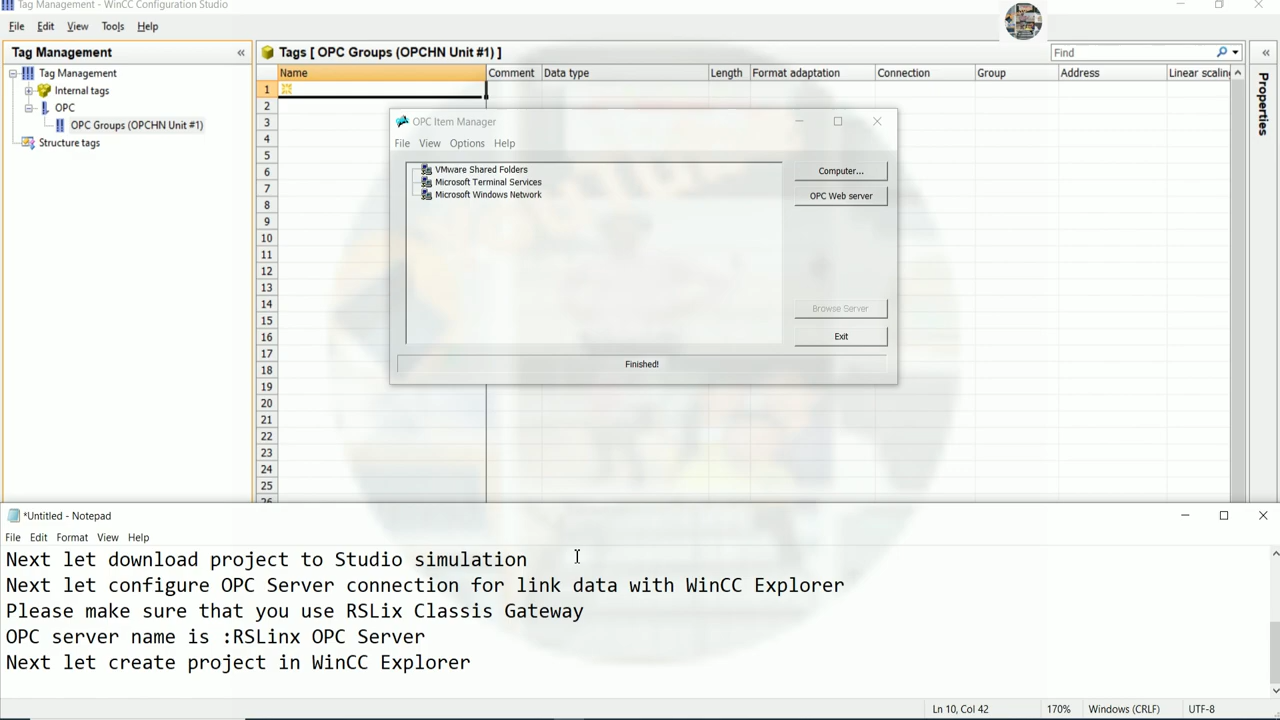 Tag Management - WinCC Configuration Studio
File Edit View Tools Help
Tag Management «
Tag Management
Internal tags
OPC
OPC Groups (OPCHN Unit #1)
Structure tags
Tags [ OPC Groups (OPCHN Unit #1) ]
Find
«
Properties
Name Comment Data type Length Format adaptation Connection Group Address Linear scaling
1
2
3
4
5
6
7
8
9
10
11
12
13
14
15
16
17
18
19
20
21
22
23
24
25
26
OPC Item Manager
File View Options Help
VMware Shared Folders
Microsoft Terminal Services
Microsoft Windows Network
Computer...
OPC Web server
Browse Server
Exit
Finished!
*Untitled - Notepad
File Edit Format View Help
Next let download project to Studio simulation
Next let configure OPC Server connection for link data with WinCC Explorer
Please make sure that you use RSLix Classis Gateway
OPC server name is :RSLinx OPC Server
Next let create project in WinCC Explorer
Ln 10, Col 42 170% Windows (CRLF) UTF-8